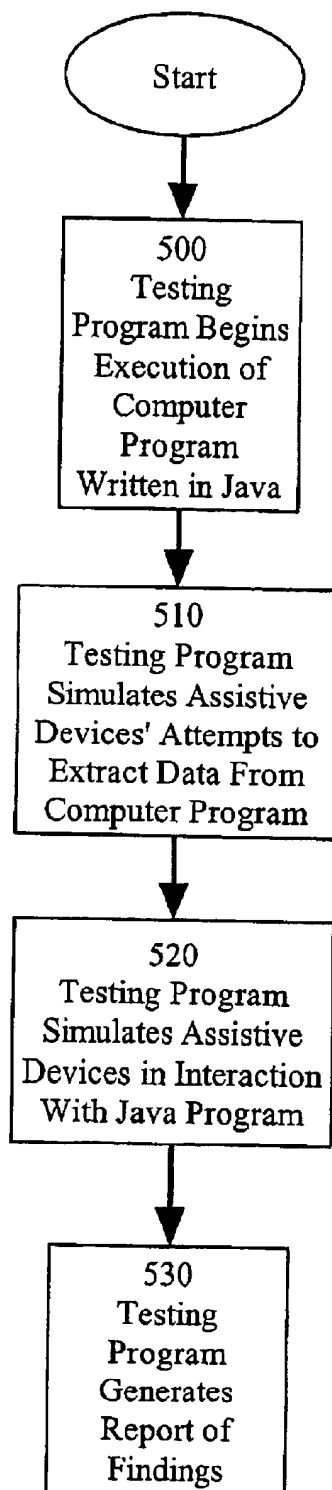 Start
500
Testing
Program Begins
Execution of
Computer
Program
Written in Java
510
Testing Program
Simulates Assistive
Devices' Attempts to
Extract Data From
Computer Program
520
Testing Program
Simulates Assistive
Devices in Interaction
With Java Program
530
Testing
Program
Generates
Report of
Findings